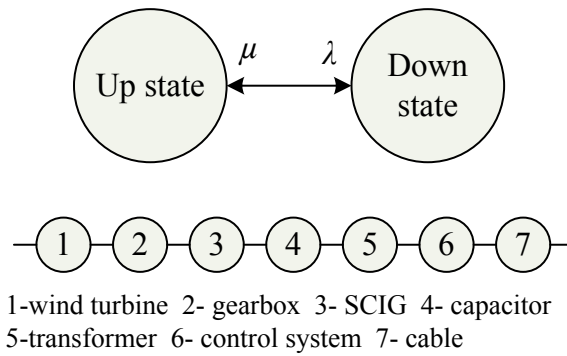 Up state
μ
λ
Down
state
1
2
3
4
5
6
7
1-wind turbine 2- gearbox 3- SCIG 4- capacitor
5-transformer 6- control system 7- cable